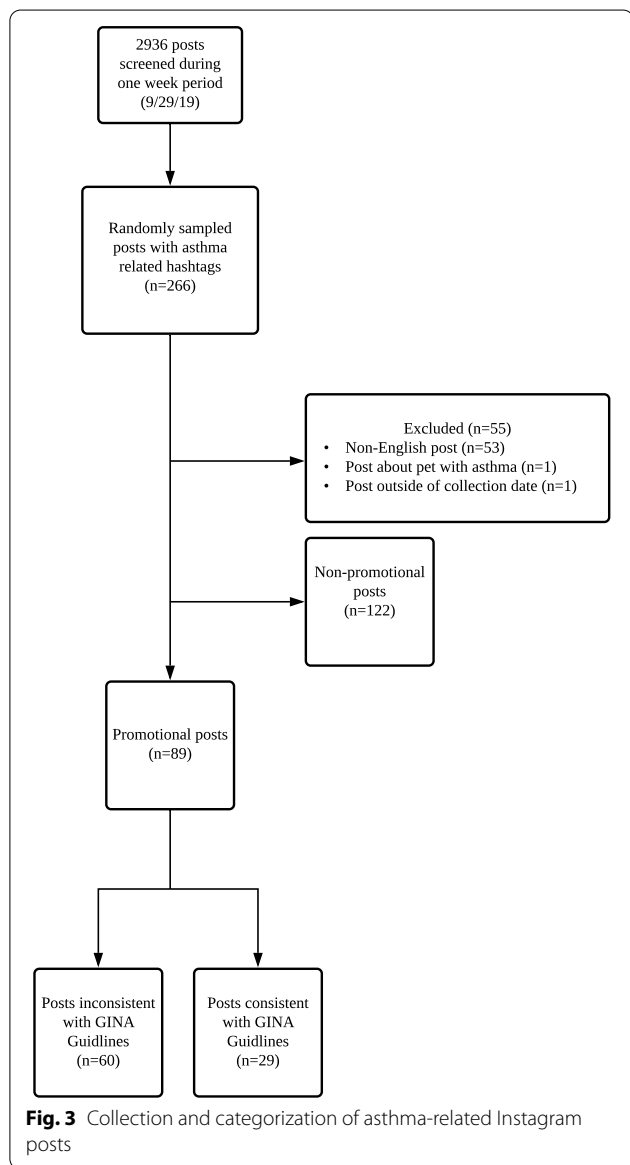 2936 posts
screened during
one week period
(9/29/19)
Randomly sampled
posts with asthma
related hashtags
(n=266)
Excluded (n=55)
• Non-English post (n=53)
• Post about pet with asthma (n=1)
• Post outside of collection date (n=1)
Non-promotional
posts
(n=122)
Promotional posts
(n=89)
Posts inconsistent
with GINA
Guidlines
(n=60)
Posts consistent
with GINA
Guidlines
(n=29)
Fig. 3 Collection and categorization of asthma-related Instagram
posts